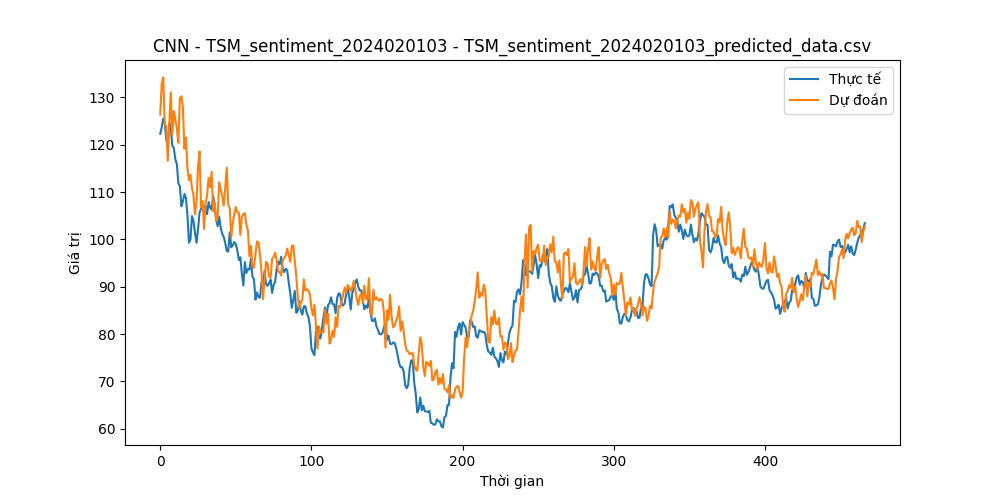 CNN - TSM_sentiment_2024020103 - TSM_sentiment_2024020103_predicted_data.csv
Thực tế
Dự đoán
Giá trị
130
120
110
100
90
80
70
60
0
100
200
300
400
Thời gian